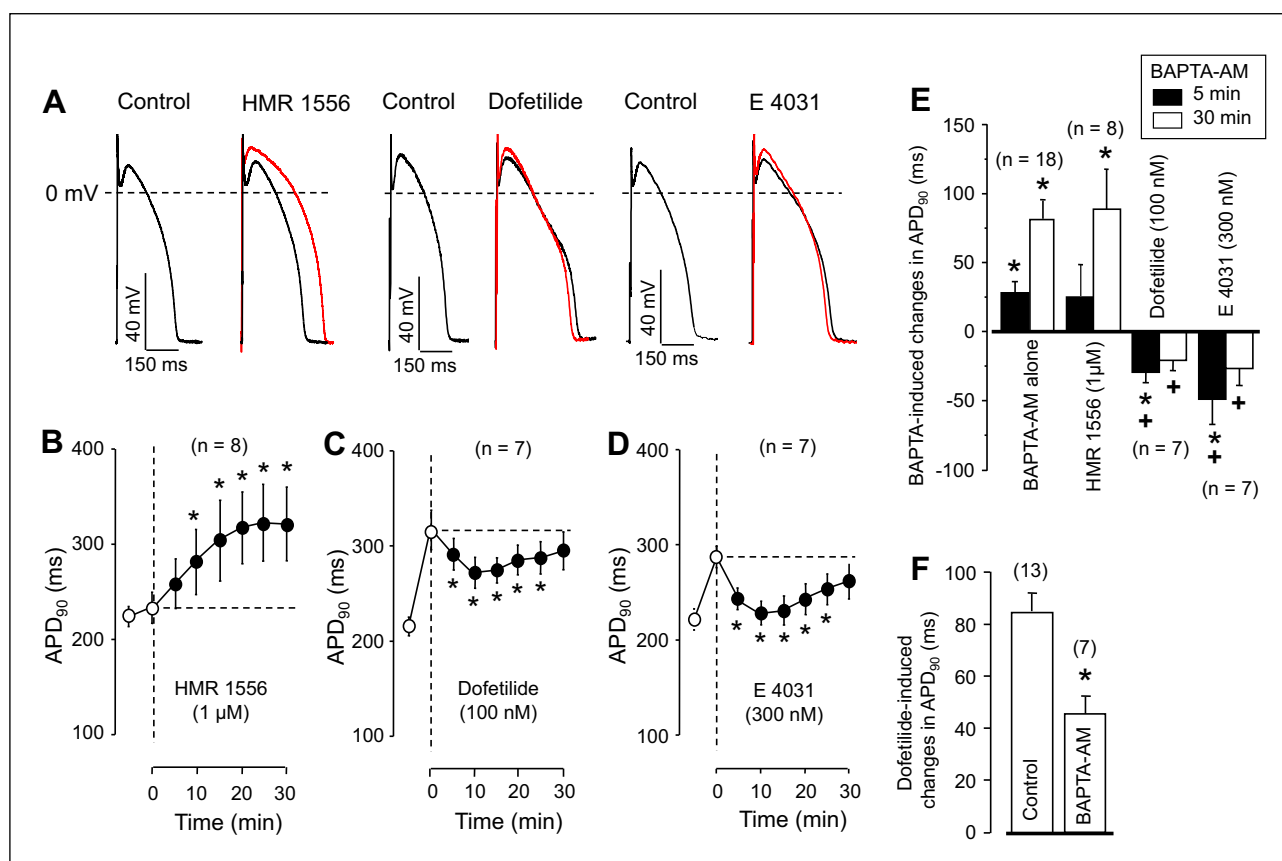 A
Control
HMR 1556
Control
Dofetilide
Control
E 4031
0 mV
40 mV
150 ms
40 mV
150 ms
40 mV
150 ms
B
(n = 8)
APD90 (ms)
400
300
200
100
* * * * * *
HMR 1556
(1 µM)
0 10 20 30
Time (min)
C
(n = 7)
APD90 (ms)
400
300
200
100
* * * * *
Dofetilide
(100 nM)
0 10 20 30
Time (min)
D
(n = 7)
APD90 (ms)
400
300
200
100
* * * * *
E 4031
(300 nM)
0 10 20 30
Time (min)
E
BAPTA-AM
5 min
30 min
BAPTA-induced changes in APD90 (ms)
150
100
50
0
-50
-100
(n = 18)
(n = 8)
* * *
BAPTA-AM alone
HMR 1556 (1µM)
Dofetilide (100 nM)
E 4031 (300 nM)
* +
+
* +
+
(n = 7)
(n = 7)
F
Dofetilide-induced
changes in APD90 (ms)
100
80
60
40
20
0
(13)
(7)
*
Control
BAPTA-AM